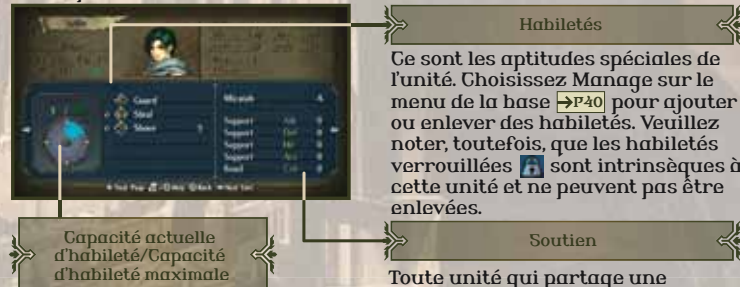 Habiletés
Ce sont les aptitudes spéciales de
l'unité. Choisissez Manage sur le
menu de la base →P40 pour ajouter
ou enlever des habiletés. Veuillez
noter, toutefois, que les habiletés
verrouillées sont intrinsèques à
cette unité et ne peuvent pas être
enlevées.
Guard
Steal
Shove
Micaiah A
Support
Support
Support
Support
Bond
Capacité actuelle
d'habileté/Capacité
d'habileté maximale
Soutien
Toute unité qui partage une